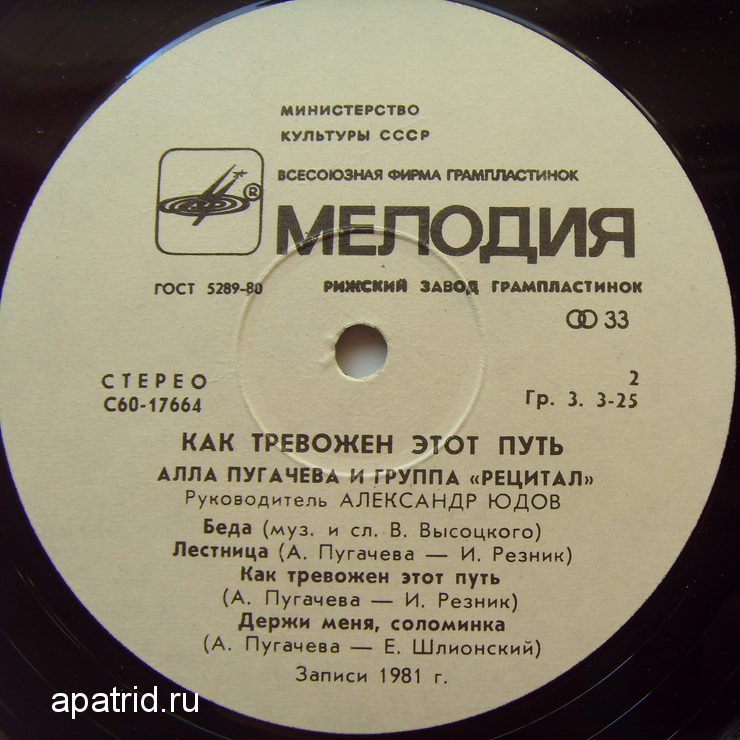 МИНИСТЕРСТВО
КУЛЬТУРЫ СССР
ВСЕСОЮЗНАЯ ФИРМА ГРАМПЛАСТИНОК
®
МЕЛОДИЯ
ГОСТ 5289-80
РИЖСКИЙ ЗАВОД ГРАМПЛАСТИНОК
33
СТЕРЕО
2
С60-17664
Гр. 3. 3-25
КАК ТРЕВОЖЕН ЭТОТ ПУТЬ
АЛЛА ПУГАЧЕВА И ГРУППА «РЕЦИТАЛ»
Руководитель АЛЕКСАНДР ЮДОВ
Беда (муз. и сл. В. Высоцкого)
Лестница (А. Пугачева — И. Резник)
Как тревожен этот путь
(А. Пугачева — И. Резник)
Держи меня, соломинка
(А. Пугачева — Е. Шлионский)
Записи 1981 г.
apatrid.ru